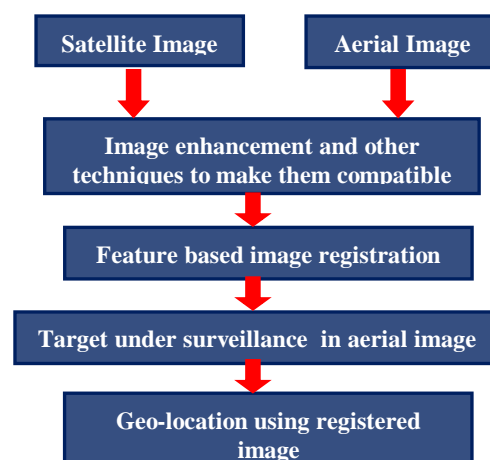 Satellite Image
Aerial Image
Image enhancement and other
techniques to make them compatible
Feature based image registration
Target under surveillance in aerial image
Geo-location using registered
image